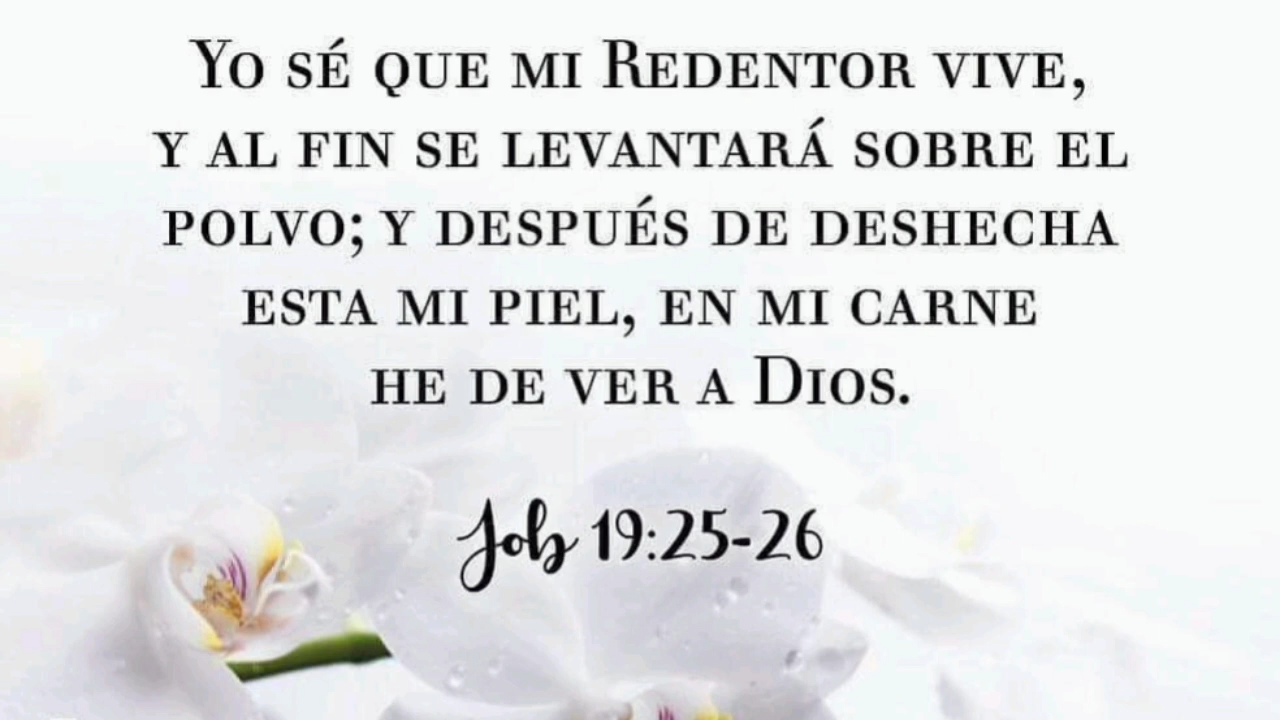 Yo sé que mi Redentor vive,
y al fin se levantará sobre el
polvo; y después de deshecha
esta mi piel, en mi carne
he de ver a Dios.
Job 19:25-26